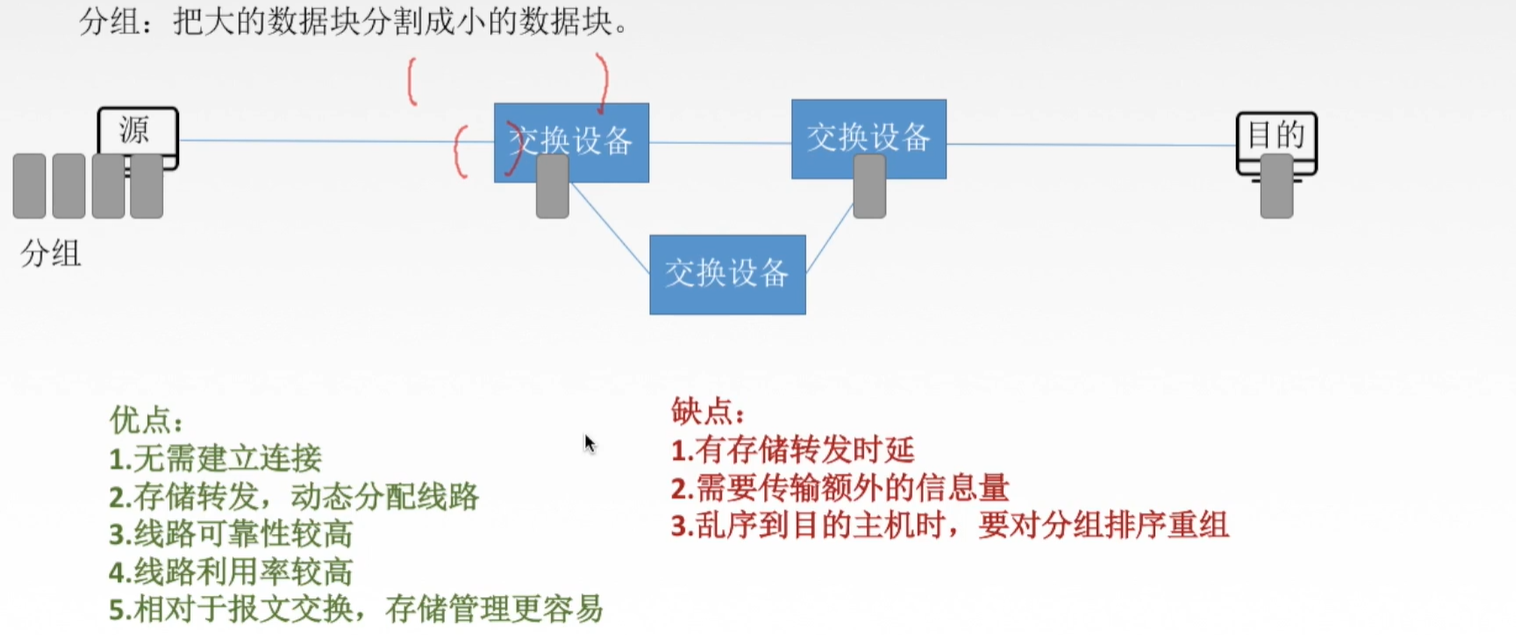 分组：把大的数据块分割成小的数据块。
源
交换设备
交换设备
目的
分组
交换设备
优点：
1.无需建立连接
2.存储转发，动态分配线路
3.线路可靠性较高
4.线路利用率较高
5.相对于报文交换，存储管理更容易
缺点：
1.有存储转发时延
2.需要传输额外的信息量
3.乱序到目的主机时，要对分组排序重组